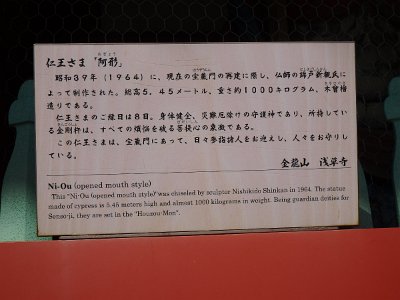 仁王さま「阿形」
昭和39年（1964）に、現在の宝蔵門の再建に際し、仏師の錦戸新観氏に
よって制作された。総高5．45メートル、重さ約1000キログラム、木曽檜
造りである。
仁王さまのご縁日は8日。身体健全、災難厄除けの守護神であり、所持してい
る金剛杵は、すべての煩悩を破る菩提心の象徴である。
この仁王さまは、宝蔵門にあって、日々参詣諸人をお迎えし、人々をお守りし
ている。
金龍山 浅草寺
Ni-Ou (opened mouth style)
This "Ni-Ou (opened mouth style)" was chiseled by sculptor Nishikido Shinkan in 1964. The statue
made of cypress is 5.45 meters high and almost 1000 kilograms in weight. Being guardian deities for
Senso-ji, they are set in the "Houzou-Mon".